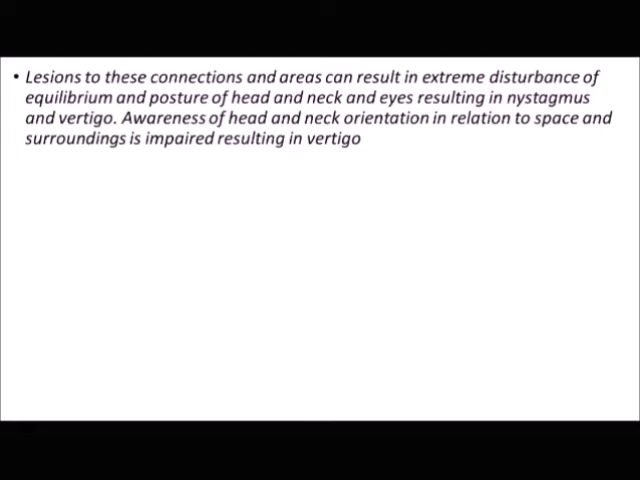 • Lesions to these connections and areas can result in extreme disturbance of
equilibrium and posture of head and neck and eyes resulting in nystagmus
and vertigo. Awareness of head and neck orientation in relation to space and
surroundings is impaired resulting in vertigo